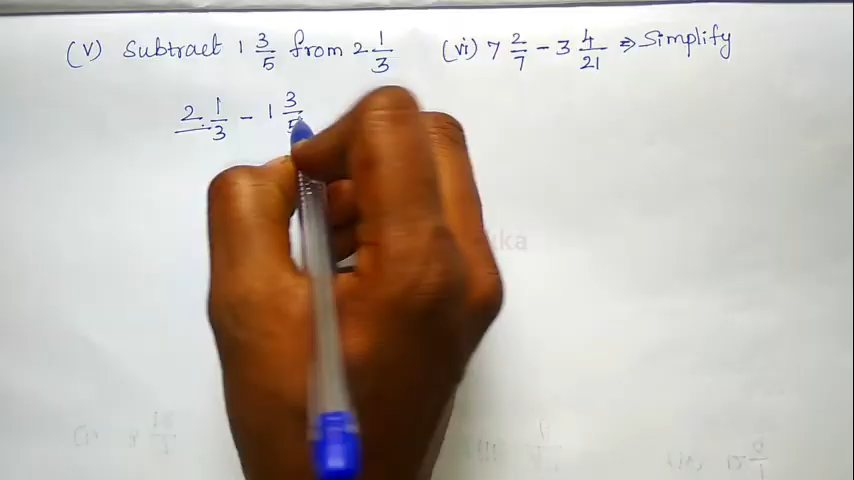 (v) Subtract 1 3/5 from 2 1/3 (vi) 7 2/7 - 3 4/21 ⇒ Simplify
2 1/3 - 1 3/5